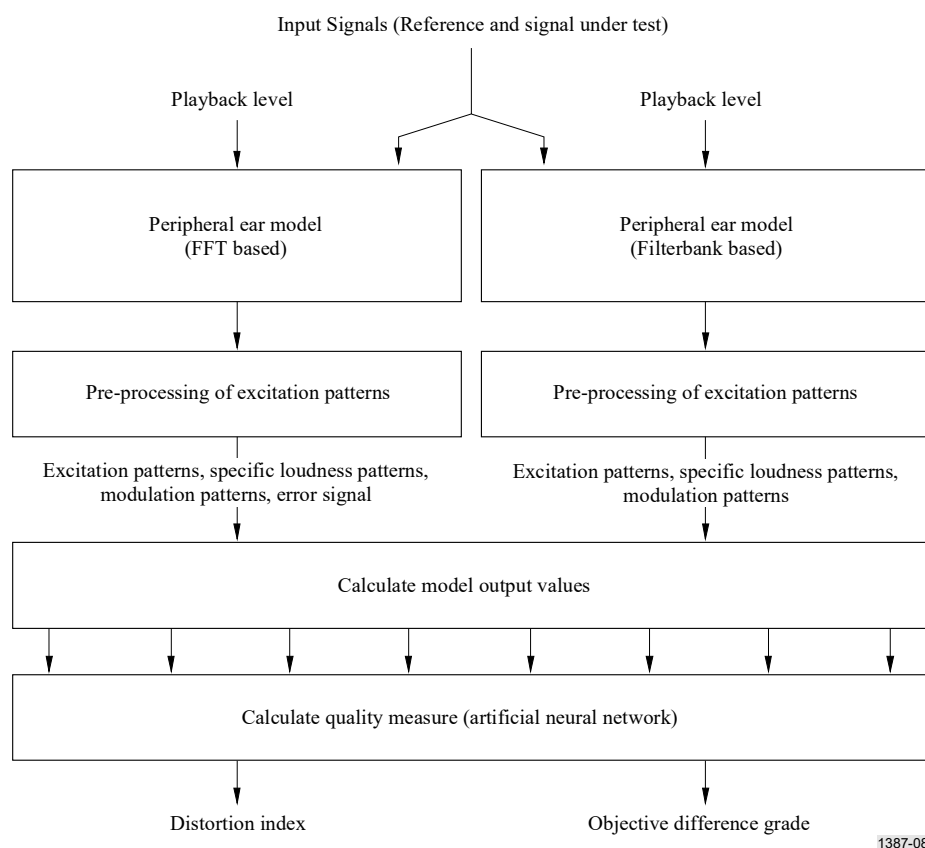 Input Signals (Reference and signal under test)
Playback level
Playback level
Peripheral ear model
(FFT based)
Peripheral ear model
(Filterbank based)
Pre-processing of excitation patterns
Pre-processing of excitation patterns
Excitation patterns, specific loudness patterns,
modulation patterns, error signal
Excitation patterns, specific loudness patterns,
modulation patterns
Calculate model output values
Calculate quality measure (artificial neural network)
Distortion index
Objective difference grade
1387-08